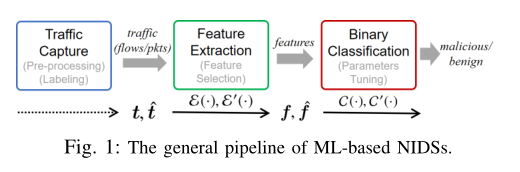 Traffic
Capture
(Pre-processing)
(Labeling)
traffic
(flows/pkts)
Feature
Extraction
(Feature
Selection)
features
Binary
Classification
(Parameters
Tuning)
malicious/
benign
t, t̂
ℰ(·), ℰ′(·)
f, f̂
C(·), C′(·)
Fig. 1: The general pipeline of ML-based NIDSs.